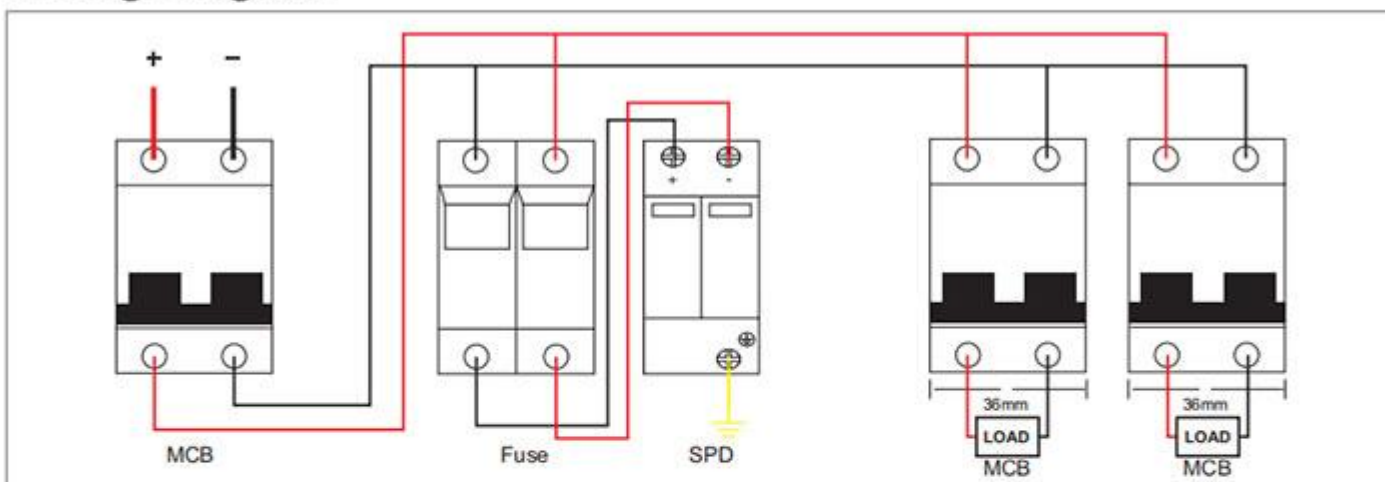 + −
+ -
36mm 36mm
LOAD LOAD
MCB Fuse SPD MCB MCB